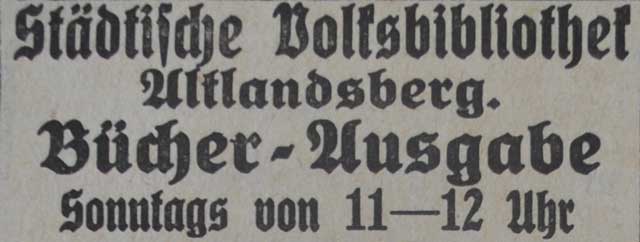 Städtische Volksbibliothek
Altlandsberg.
Bücher-Ausgabe
Sonntags von 11—12 Uhr